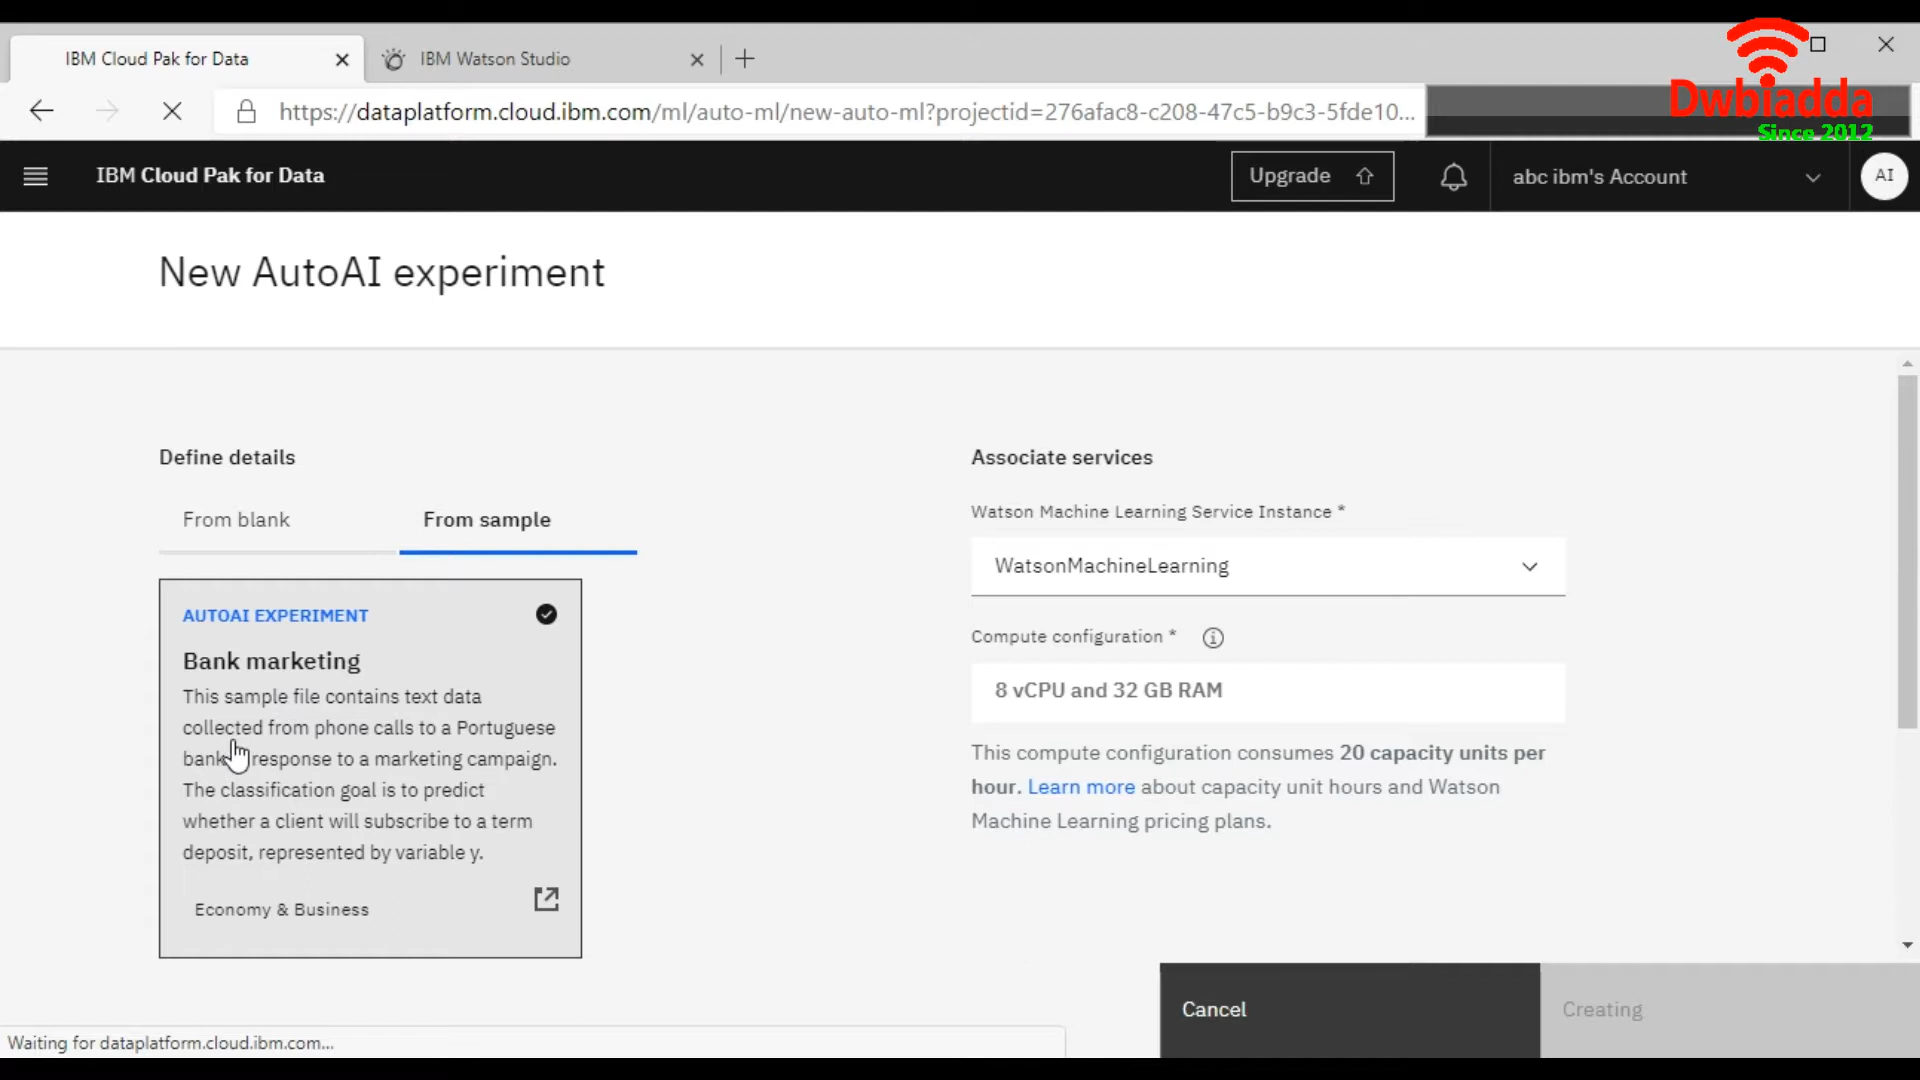 IBM Cloud Pak for Data
IBM Watson Studio
https://dataplatform.cloud.ibm.com/ml/auto-ml/new-auto-ml?projectid=276afac8-c208-47c5-b9c3-5fde10...
Dwbiadda
Since 2012
IBM Cloud Pak for Data
Upgrade
abc ibm's Account
AI
New AutoAI experiment
Define details
From blank
From sample
AUTOAI EXPERIMENT
Bank marketing
This sample file contains text data
collected from phone calls to a Portuguese
bank response to a marketing campaign.
The classification goal is to predict
whether a client will subscribe to a term
deposit, represented by variable y.
Economy & Business
Associate services
Watson Machine Learning Service Instance *
WatsonMachineLearning
Compute configuration *
8 vCPU and 32 GB RAM
This compute configuration consumes 20 capacity units per
hour. Learn more about capacity unit hours and Watson
Machine Learning pricing plans.
Cancel
Creating
Waiting for dataplatform.cloud.ibm.com...